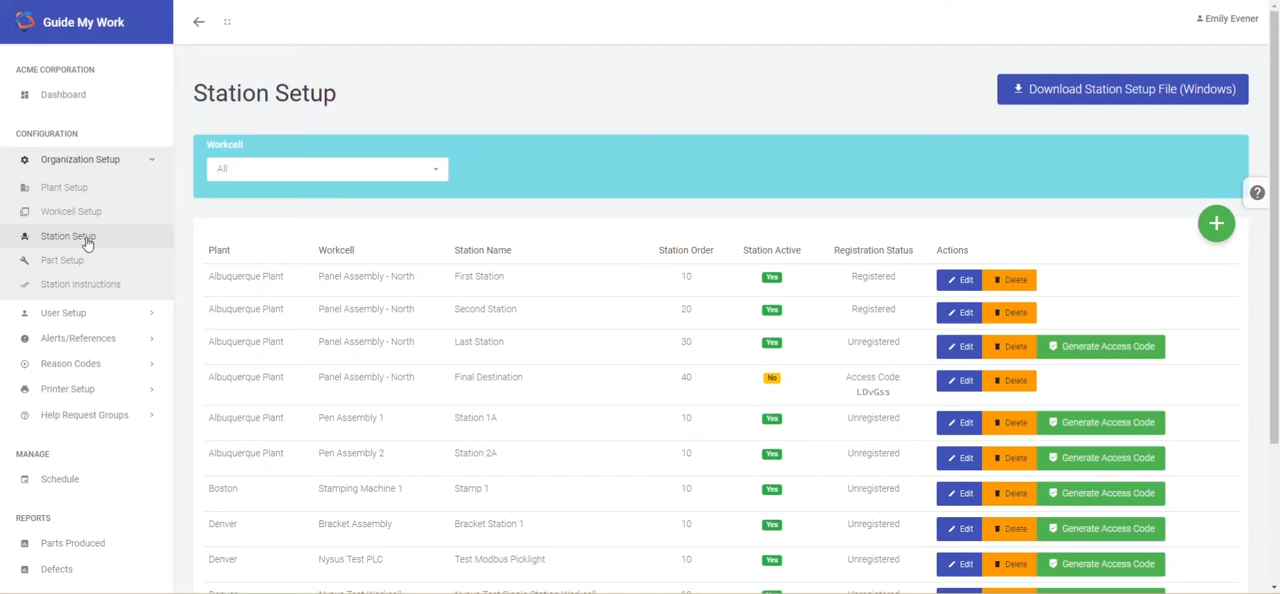 Guide My Work
Emily Evener
ACME CORPORATION
Dashboard
CONFIGURATION
Organization Setup
Plant Setup
Workcell Setup
Station Setup
Part Setup
Station Instructions
User Setup
Alerts/References
Reason Codes
Printer Setup
Help Request Groups
MANAGE
Schedule
REPORTS
Parts Produced
Defects
Station Setup
Download Station Setup File (Windows)
Workcell
All
Plant Workcell Station Name Station Order Station Active Registration Status Actions
Albuquerque Plant Panel Assembly - North First Station 10 Yes Registered Edit Delete
Albuquerque Plant Panel Assembly - North Second Station 20 Yes Registered Edit Delete
Albuquerque Plant Panel Assembly - North Last Station 30 Yes Unregistered Edit Delete Generate Access Code
Albuquerque Plant Panel Assembly - North Final Destination 40 No Access Code: Edit Delete
LDvGss
Albuquerque Plant Pen Assembly 1 Station 1A 10 Yes Unregistered Edit Delete Generate Access Code
Albuquerque Plant Pen Assembly 2 Station 2A 10 Yes Unregistered Edit Delete Generate Access Code
Boston Stamping Machine 1 Stamp 1 10 Yes Unregistered Edit Delete Generate Access Code
Denver Bracket Assembly Bracket Station 1 10 Yes Unregistered Edit Delete Generate Access Code
Denver Nysus Test PLC Test Modbus Picklight 10 Yes Unregistered Edit Delete Generate Access Code